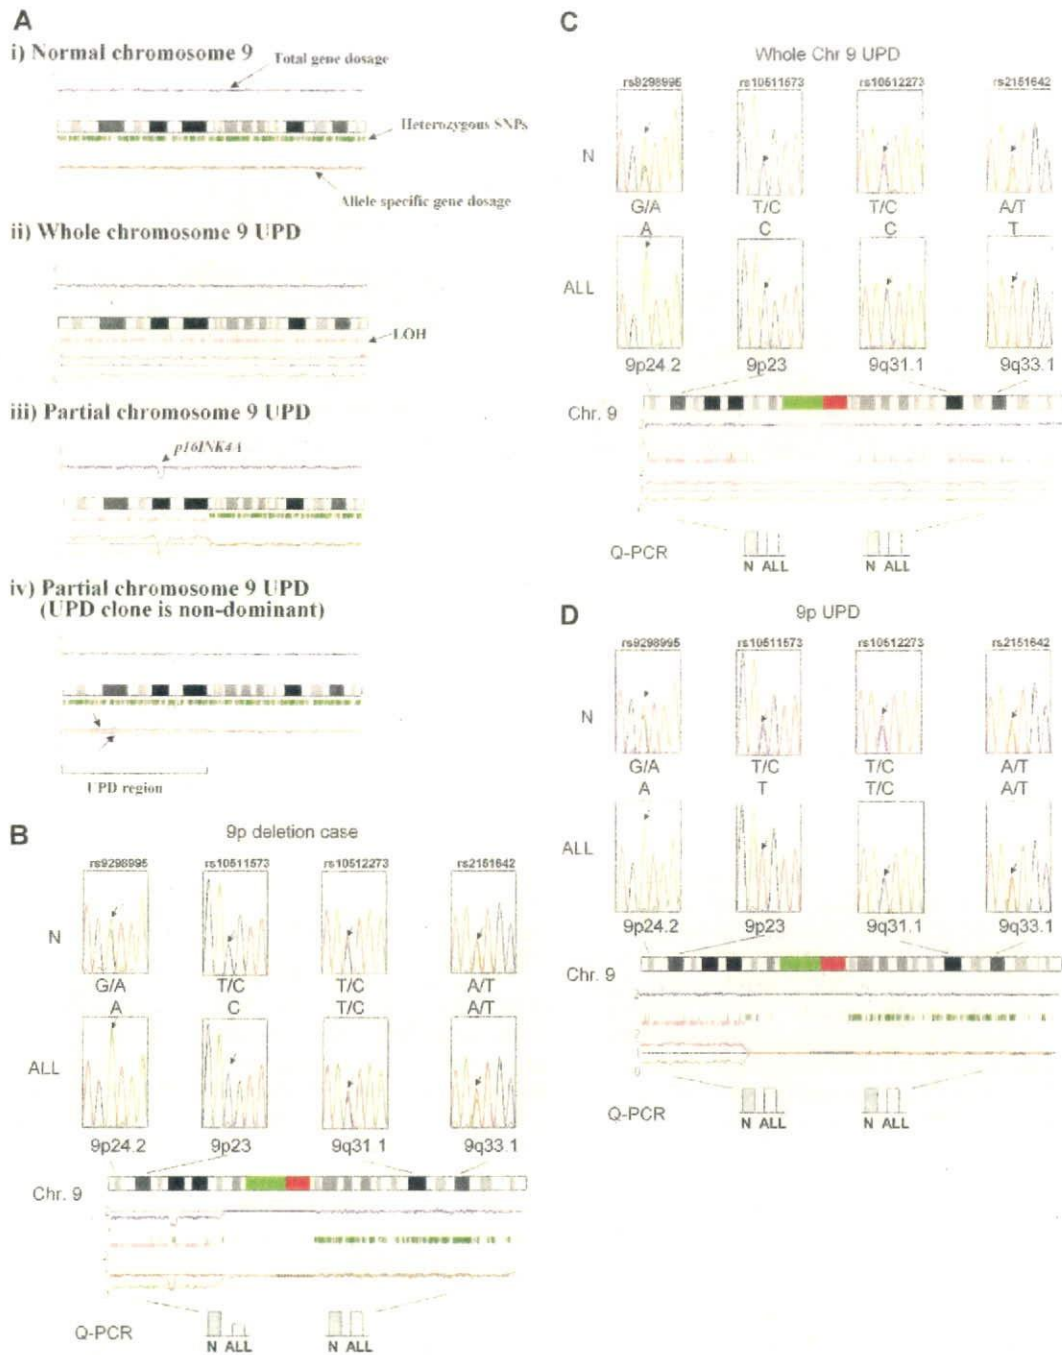 A
i) Normal chromosome 9
Total gene dosage
Heterozygous SNPs
Allele specific gene dosage
ii) Whole chromosome 9 UPD
LOH
iii) Partial chromosome 9 UPD
p16INK4A
iv) Partial chromosome 9 UPD
(UPD clone is non-dominant)
UPD region
B
9p deletion case
rs9298995 rs10511573 rs10512273 rs2151642
N
G/A T/C T/C A/T
A C T/C A/T
ALL
9p24.2 9p23 9q31.1 9q33.1
Chr. 9
Q-PCR
N ALL N ALL
C
Whole Chr 9 UPD
rs9298995 rs10511573 rs10512273 rs2151642
N
G/A T/C T/C A/T
A C C T
ALL
9p24.2 9p23 9q31.1 9q33.1
Chr. 9
Q-PCR
N ALL N ALL
D
9p UPD
rs9298995 rs10511573 rs10512273 rs2151642
N
G/A T/C T/C A/T
A T T/C A/T
ALL
9p24.2 9p23 9q31.1 9q33.1
Chr. 9
Q-PCR
N ALL N ALL